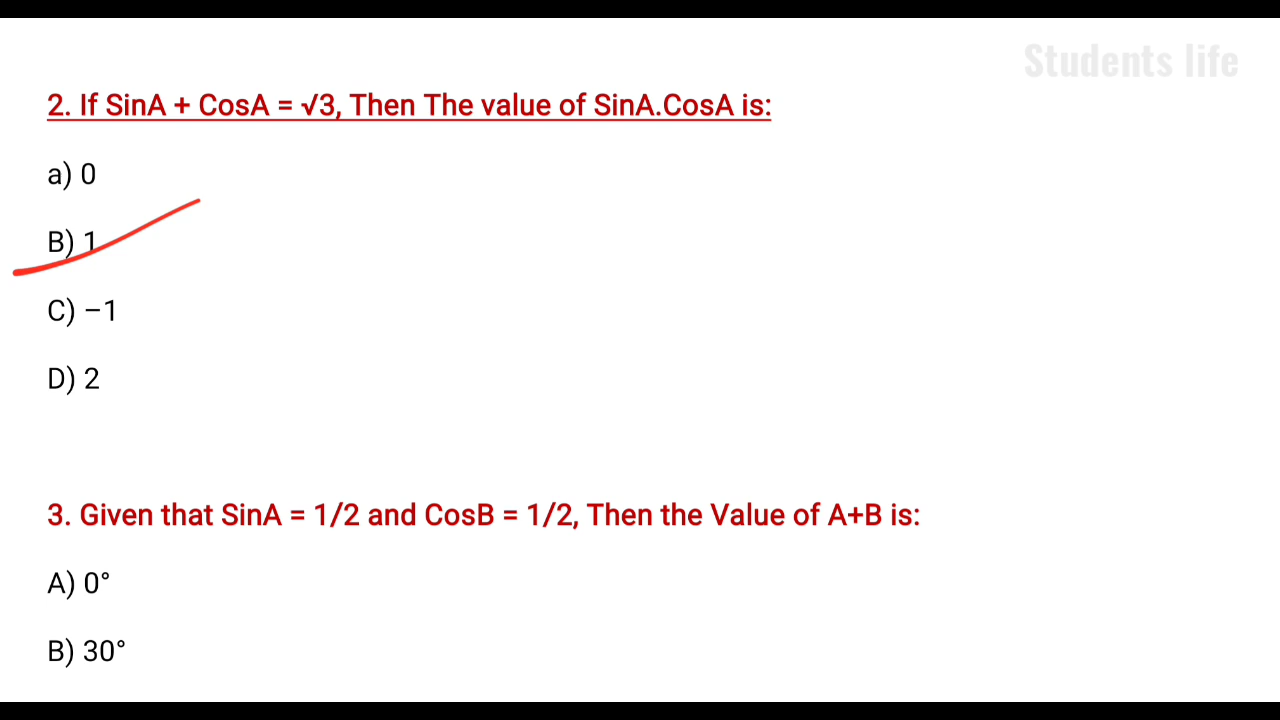 Students life
2. If SinA + CosA = √3, Then The value of SinA.CosA is:
a) 0
B) 1
C) –1
D) 2
3. Given that SinA = 1/2 and CosB = 1/2, Then the Value of A+B is:
A) 0°
B) 30°